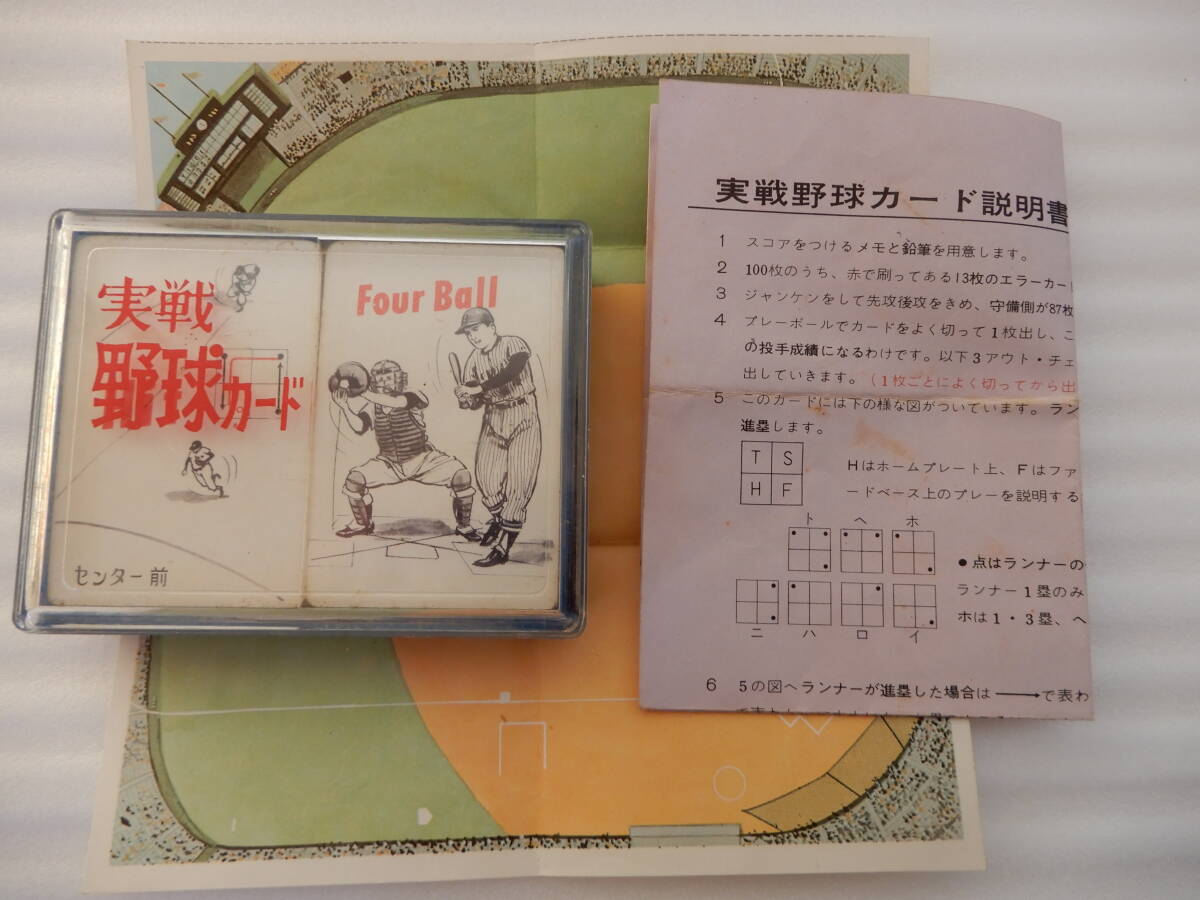 実戦
野球カード
センター前
Four Ball
実戦野球カード説明書
1 スコアをつけるメモと鉛筆を用意します。
2 100枚のうち、赤で刷ってある13枚のエラーカー
3 ジャンケンをして先攻後攻をきめ、守備側が87枚
4 プレーボールでカードをよく切って1枚出し、こ
の投手成績になるわけです。以下3アウト・チェ
出していきます。(1枚ごとによく切ってから出
5 このカードには下の様な図がついています。ラン
進塁します。
T S
H F
Hはホームプレート上、Fはファ
ードベース上のプレーを説明する
ト ヘ ホ
●点はランナーの
ランナー1塁のみ
ホは1・3塁、ヘ
ニ ハ ロ イ
6 5の図へランナーが進塁した場合は→で表わ